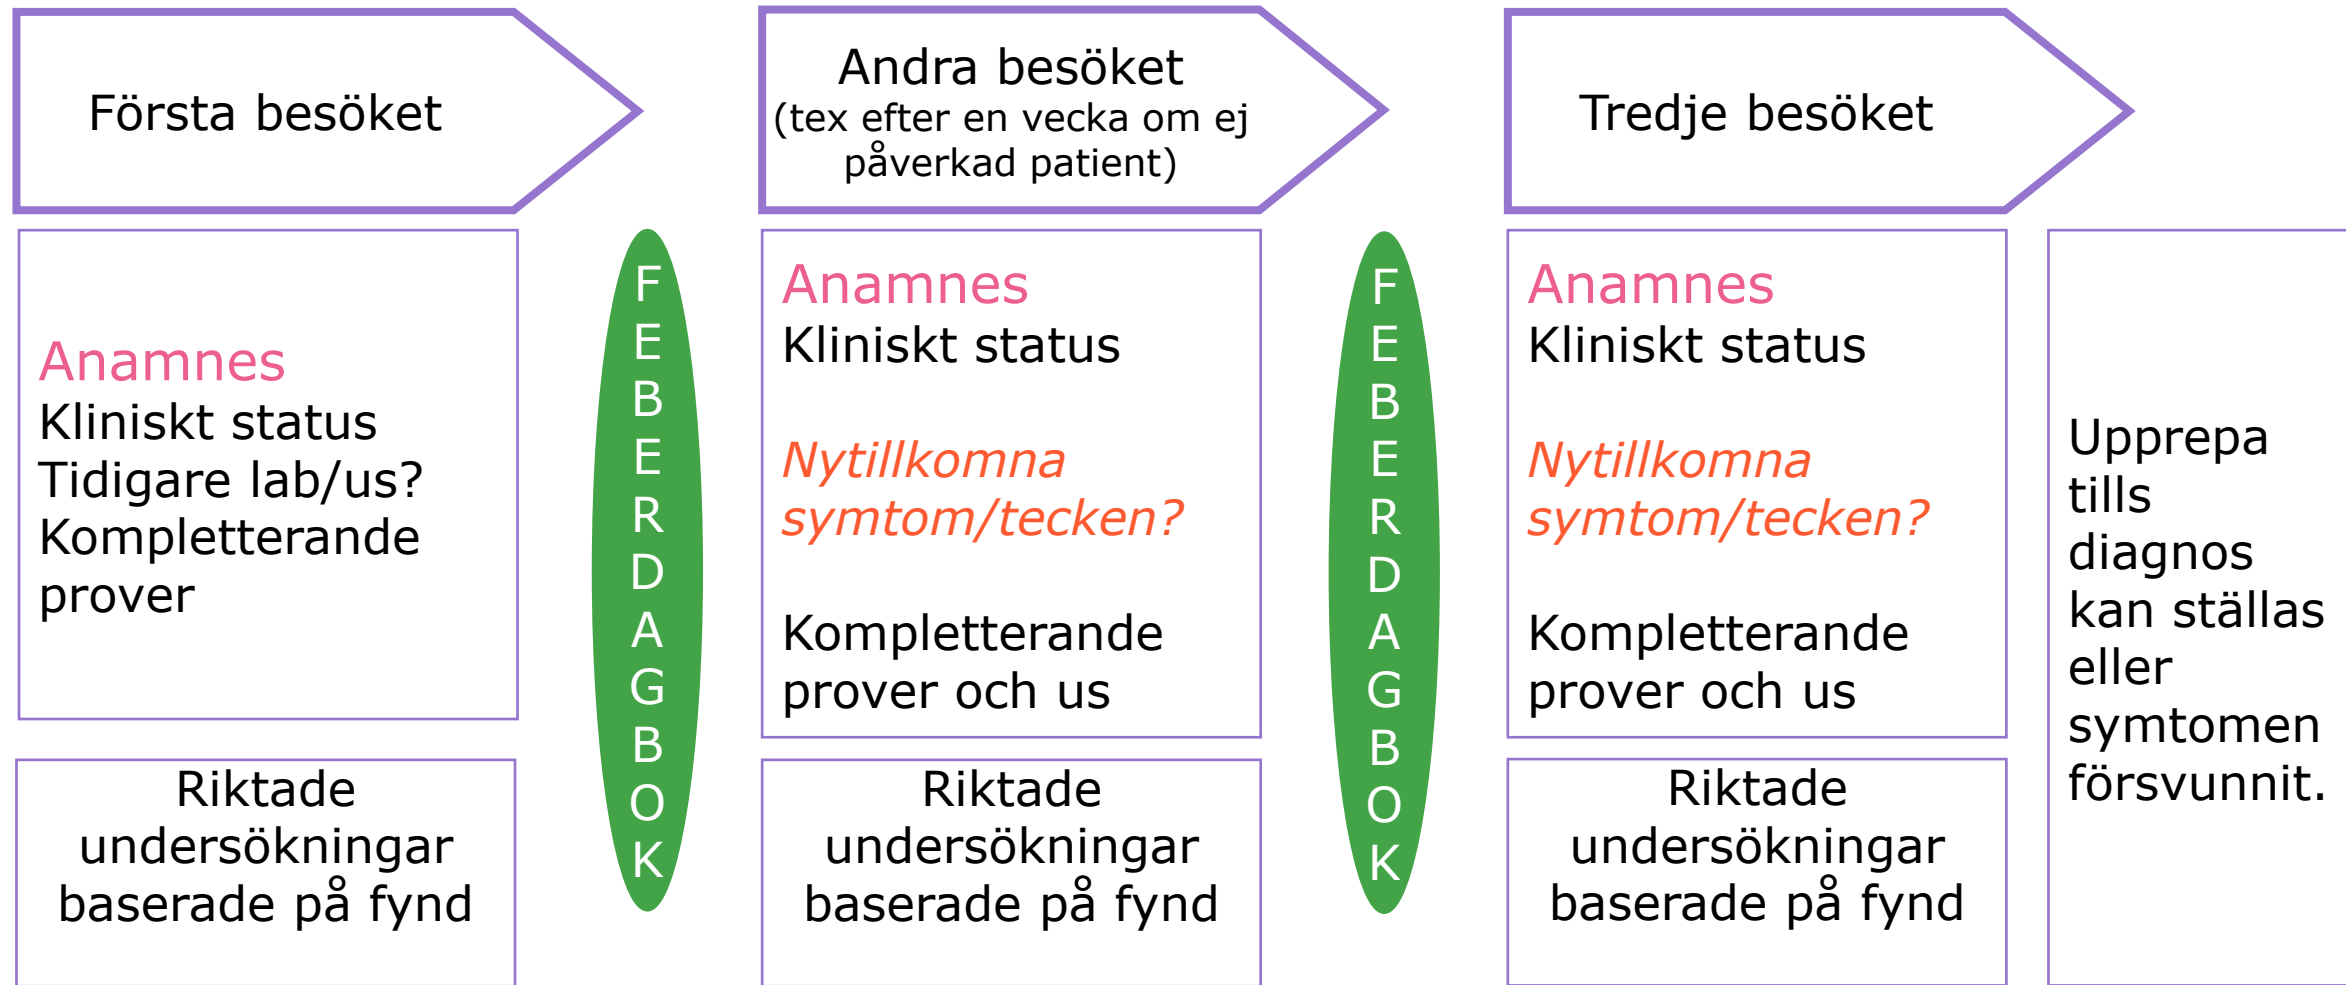 Första besöket
Anamnes
Kliniskt status
Tidigare lab/us?
Kompletterande
prover
Riktade
undersökningar
baserade på fynd
FEBERDAGBOK
Andra besöket
(tex efter en vecka om ej
påverkad patient)
Anamnes
Kliniskt status
Nytillkomna
symtom/tecken?
Kompletterande
prover och us
Riktade
undersökningar
baserade på fynd
FEBERDAGBOK
Tredje besöket
Anamnes
Kliniskt status
Nytillkomna
symtom/tecken?
Kompletterande
prover och us
Riktade
undersökningar
baserade på fynd
Upprepa
tills
diagnos
kan ställas
eller
symtomen
försvunnit.